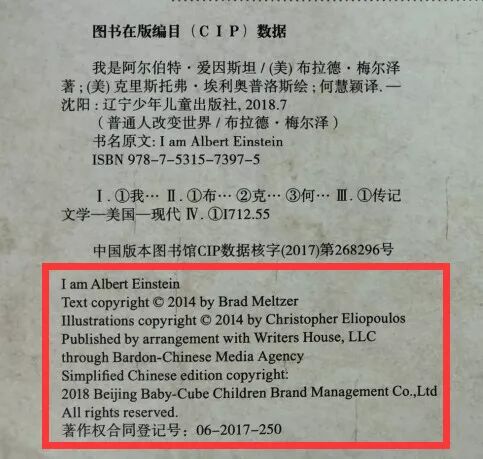 图书在版编目(CIP)数据
我是阿尔伯特·爱因斯坦/(美)布拉德·梅尔泽
著;(美)克里斯托弗·埃利奥普洛斯绘;何慧颖译.—
沈阳:辽宁少年儿童出版社,2018.7
(普通人改变世界/布拉德·梅尔泽)
书名原文:I am Albert Einstein
ISBN 978-7-5315-7397-5
Ⅰ.①我… Ⅱ.①布… ②克… ③何… Ⅲ.①传记
文学—美国—现代 Ⅳ.①I712.55
中国版本图书馆CIP数据核字(2017)第268296号
I am Albert Einstein
Text copyright © 2014 by Brad Meltzer
Illustrations copyright © 2014 by Christopher Eliopoulos
Published by arrangement with Writers House, LLC
through Bardon-Chinese Media Agency
Simplified Chinese edition copyright:
2018 Beijing Baby-Cube Children Brand Management Co.,Ltd
All rights reserved.
著作权合同登记号:06-2017-250